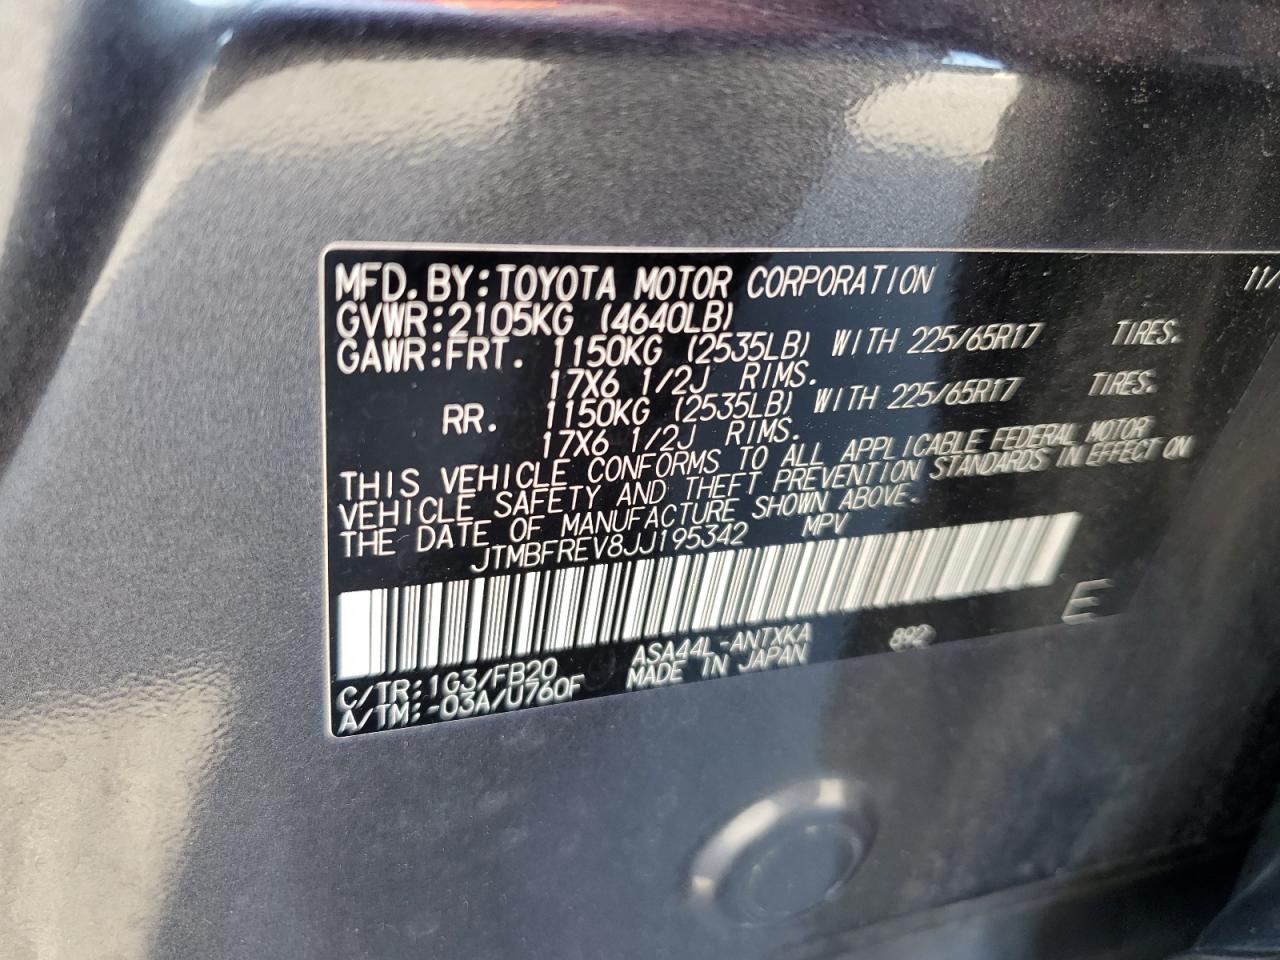 MFD. BY: TOYOTA MOTOR CORPORATION 11/
GVWR: 2105KG (4640LB)
GAWR: FRT. 1150KG (2535LB) WITH 225/65R17 TIRES.
17X6 1/2J RIMS.
RR. 1150KG (2535LB) WITH 225/65R17 TIRES.
17X6 1/2J RIMS.
THIS VEHICLE CONFORMS TO ALL APPLICABLE FEDERAL MOTOR
VEHICLE SAFETY AND THEFT PREVENTION STANDARDS IN EFFECT ON
THE DATE OF MANUFACTURE SHOWN ABOVE.
JTMBFREV8JJ195342 MPV
E
C/TR: 1G3/FB20 ASA44L-ANTXKA 892
A/TM: -03A/U760F MADE IN JAPAN